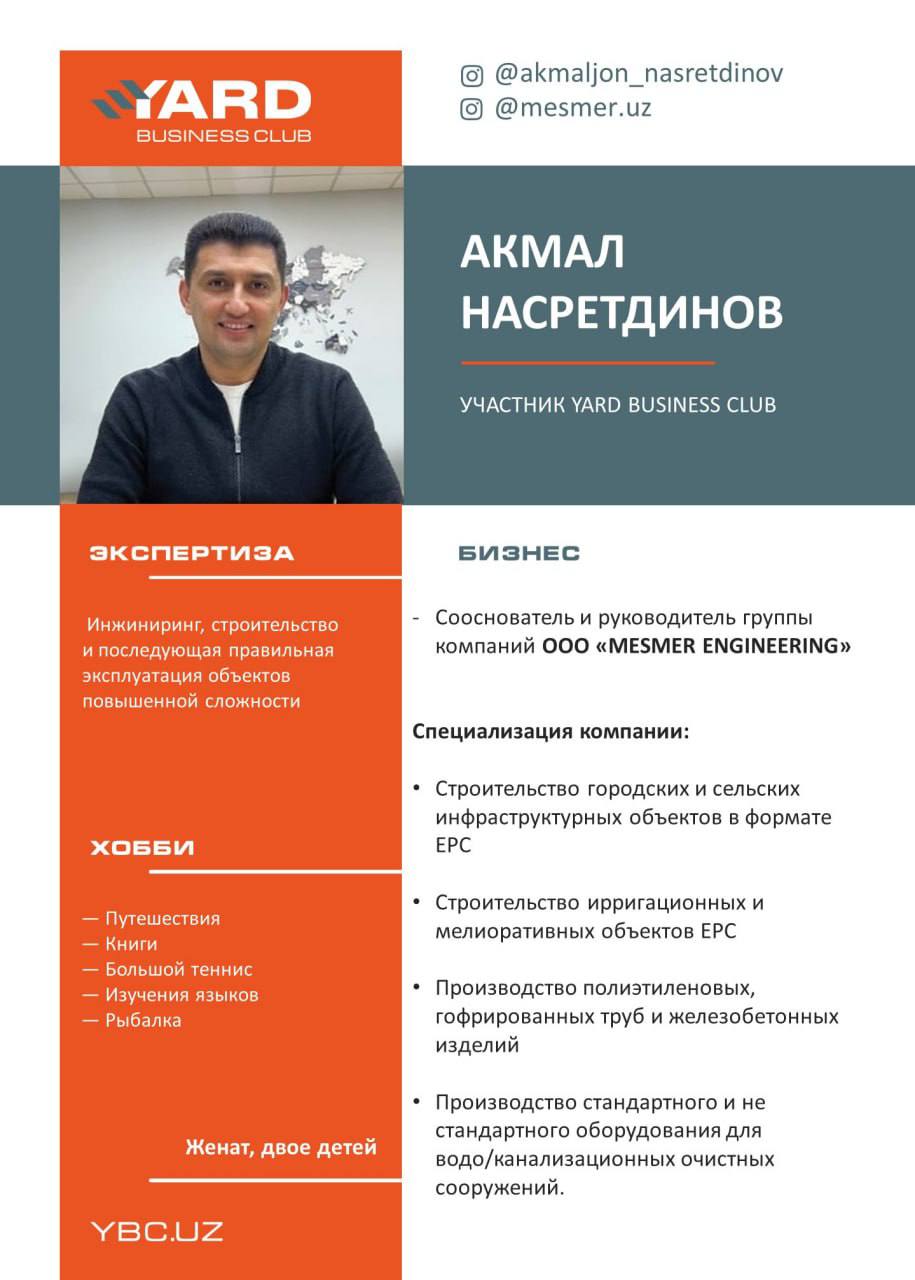 YARD
BUSINESS CLUB
@akmaljon_nasretdinov
@mesmer.uz
АКМАЛ
НАСРЕТДИНОВ
УЧАСТНИК YARD BUSINESS CLUB
ЭКСПЕРТИЗА
Инжиниринг, строительство
и последующая правильная
эксплуатация объектов
повышенной сложности
ХОББИ
— Путешествия
— Книги
— Большой теннис
— Изучения языков
— Рыбалка
Женат, двое детей
YBC.UZ
БИЗНЕС
- Сооснователь и руководитель группы
компаний ООО «MESMER ENGINEERING»
Специализация компании:
• Строительство городских и сельских
инфраструктурных объектов в формате
EPC
• Строительство ирригационных и
мелиоративных объектов EPC
• Производство полиэтиленовых,
гофрированных труб и железобетонных
изделий
• Производство стандартного и не
стандартного оборудования для
водо/канализационных очистных
сооружений.